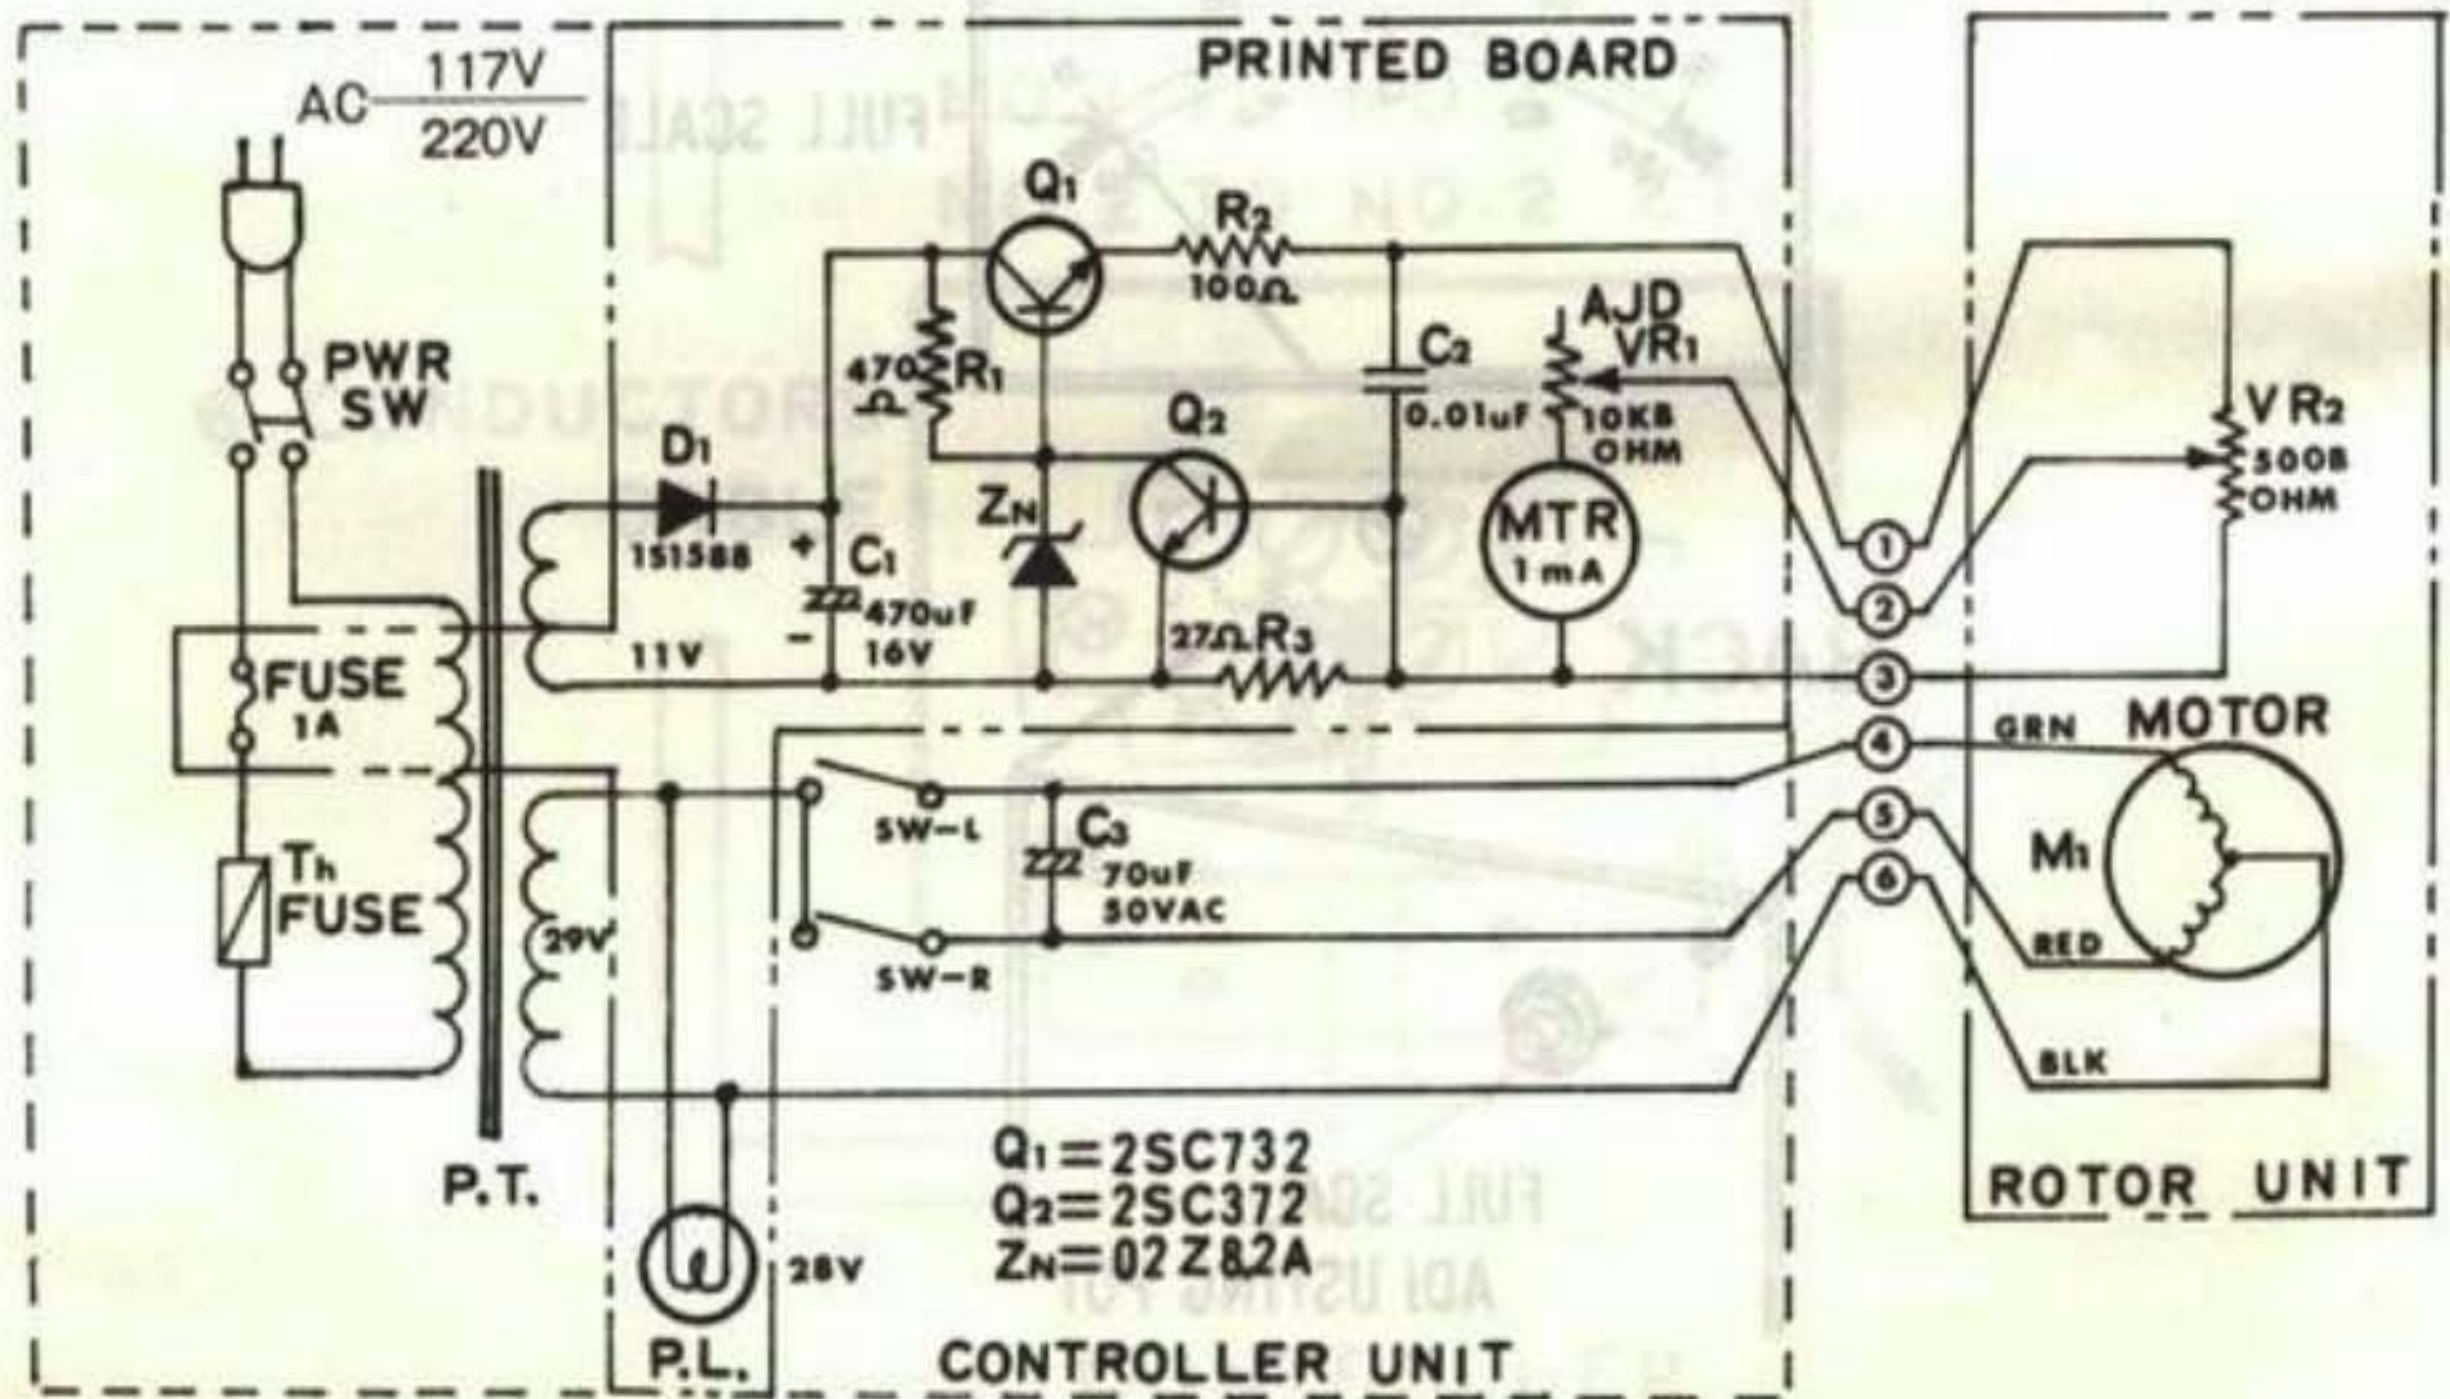 AC 117V
220V
PRINTED BOARD
PWR
SW
FUSE
1A
Th
FUSE
P.T.
D1
1S1588
11V
29V
+
C1
470uF
16V
-
470
Ω
R1
Q1
R2
100Ω
ZN
Q2
27Ω R3
C2
0.01uF
AJD
VR1
10KB
OHM
MTR
1mA
1
2
3
4
5
6
VR2
500B
OHM
GRN
MOTOR
M1
RED
BLK
ROTOR UNIT
SW-L
C3
70uF
50VAC
SW-R
28V
P.L.
Q1=2SC732
Q2=2SC372
ZN=02Z8.2A
CONTROLLER UNIT
FULL SCALE